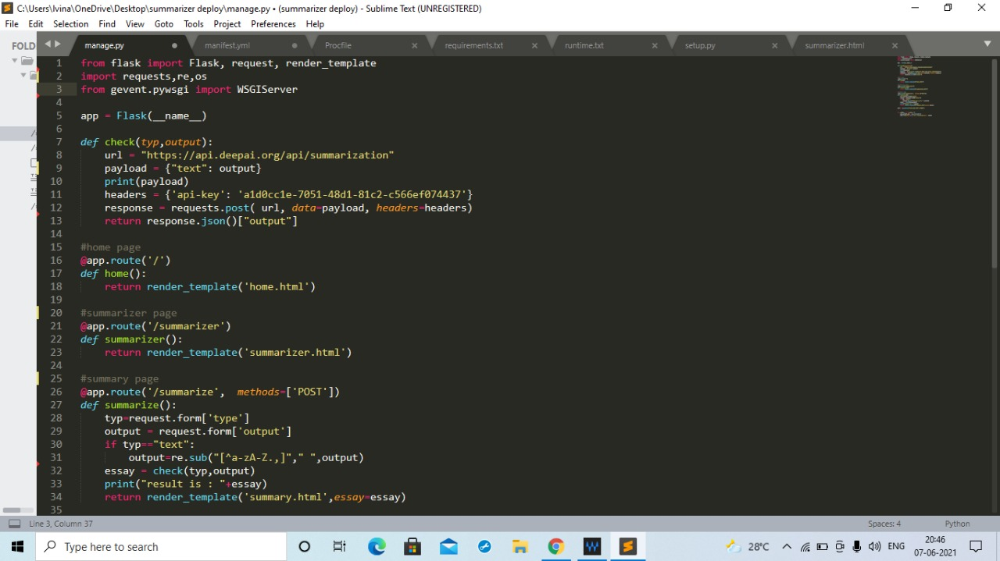 C:\Users\lvina\OneDrive\Desktop\summarizer deploy\manage.py • (summarizer deploy) - Sublime Text (UNREGISTERED)
File Edit Selection Find View Goto Tools Project Preferences Help
FOLD
manage.py manifest.yml Procfile requirements.txt runtime.txt setup.py summarizer.html
1 from flask import Flask, request, render_template
2 import requests,re,os
3 from gevent.pywsgi import WSGIServer
4
5 app = Flask(__name__)
6
7 def check(typ,output):
8 url = "https://api.deepai.org/api/summarization"
9 payload = {"text": output}
10 print(payload)
11 headers = {'api-key': 'a1d0cc1e-7051-48d1-81c2-c566ef074437'}
12 response = requests.post( url, data=payload, headers=headers)
13 return response.json()["output"]
14
15 #home page
16 @app.route('/')
17 def home():
18 return render_template('home.html')
19
20 #summarizer page
21 @app.route('/summarizer')
22 def summarizer():
23 return render_template('summarizer.html')
24
25 #summary page
26 @app.route('/summarize',  methods=['POST'])
27 def summarize():
28 typ=request.form['type']
29 output = request.form['output']
30 if typ=="text":
31 output=re.sub("[^a-zA-Z.,]"," ",output)
32 essay = check(typ,output)
33 print("result is : "+essay)
34 return render_template('summary.html',essay=essay)
35
Line 3, Column 37 Spaces: 4 Python
Type here to search 28°C ENG 20:46
07-06-2021